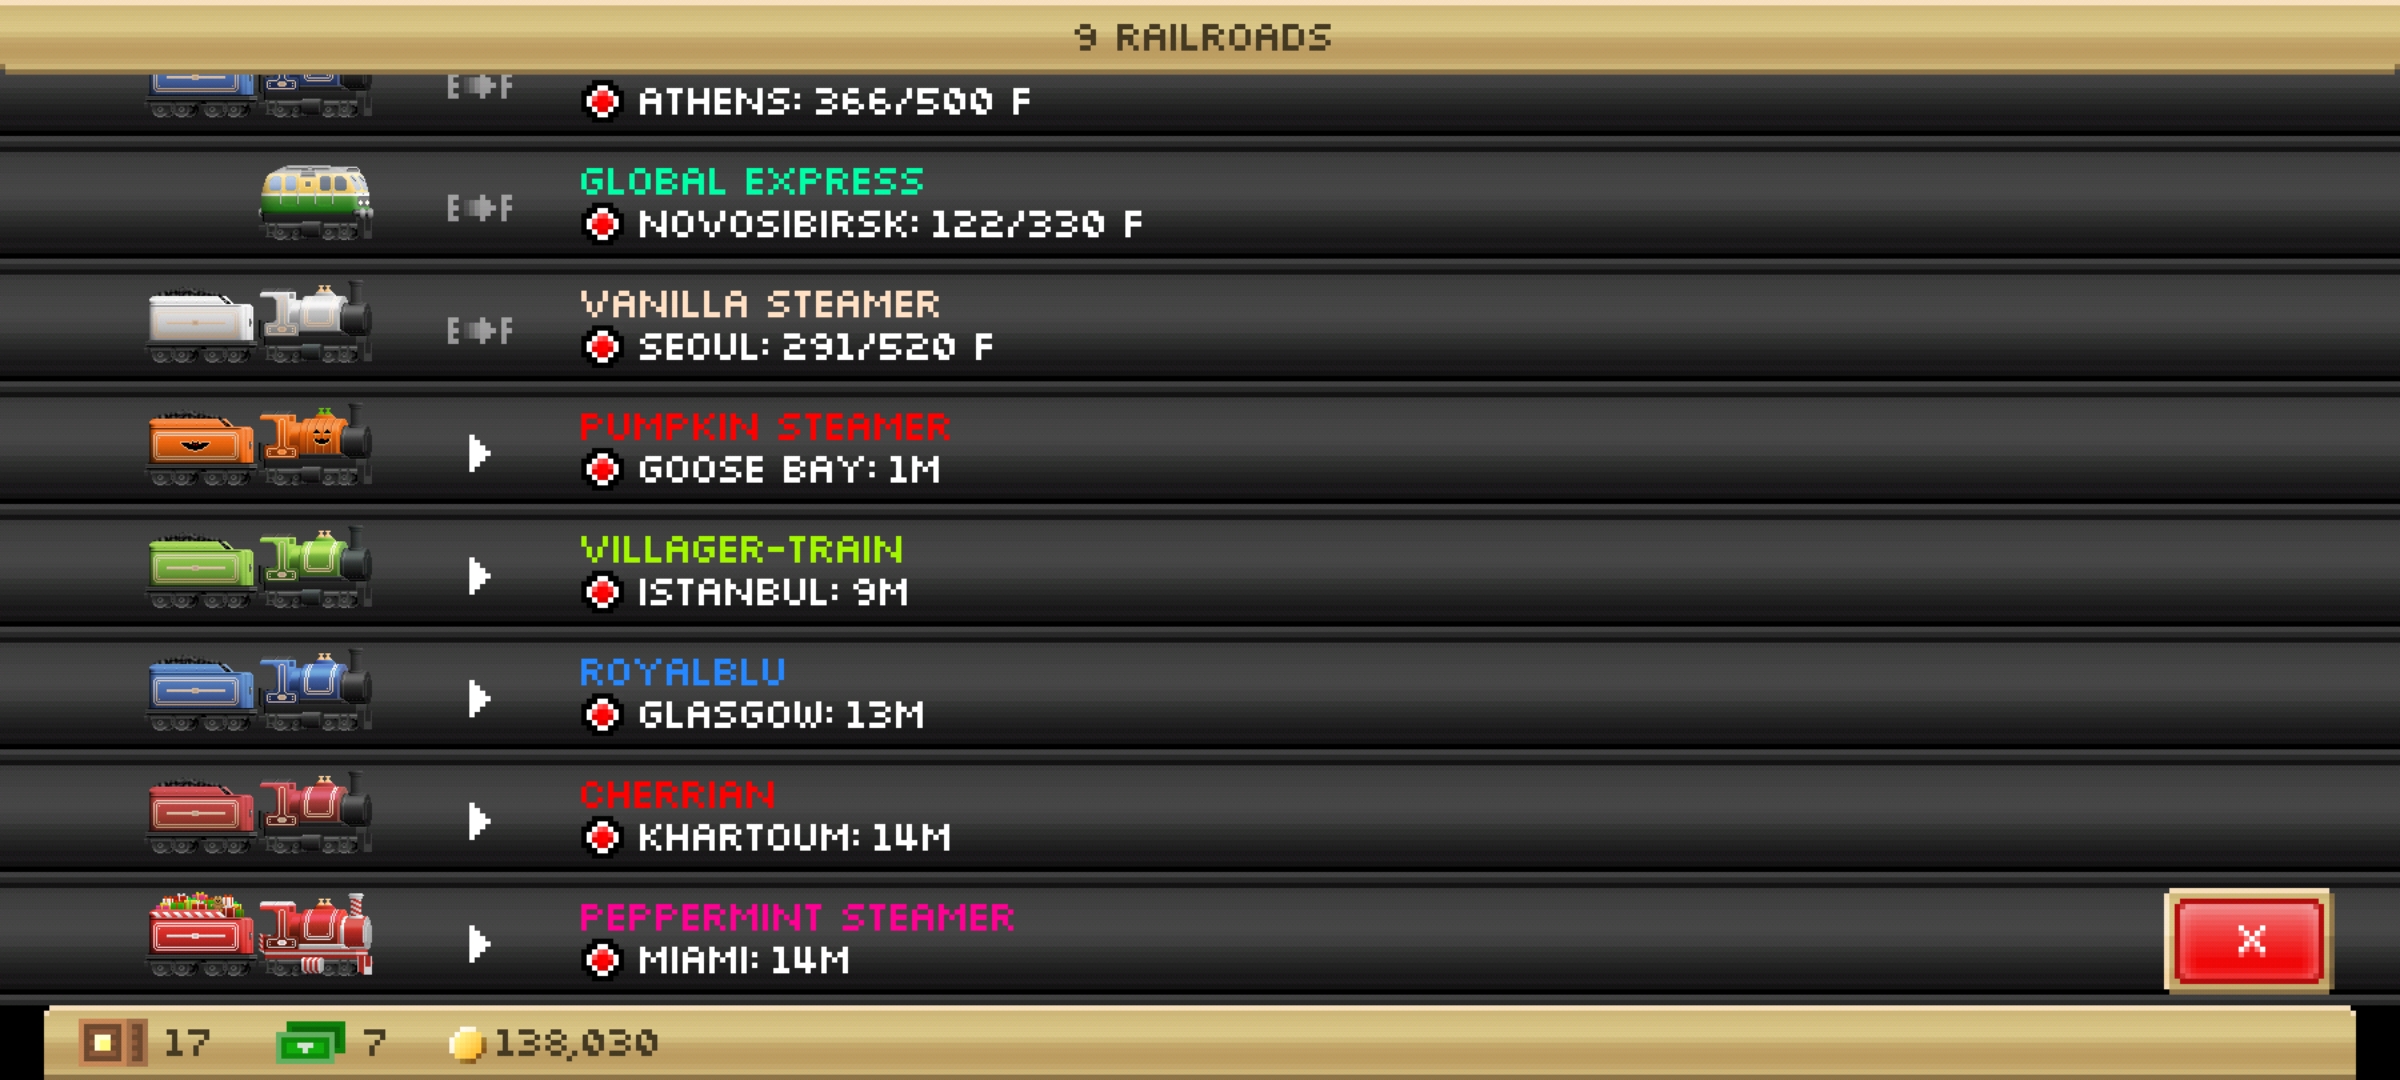 9 RAILROADS
E F
ATHENS: 366/500 F
GLOBAL EXPRESS
E F
NOVOSIBIRSK: 122/330 F
VANILLA STEAMER
E F
SEOUL: 291/520 F
PUMPKIN STEAMER
GOOSE BAY: 1M
VILLAGER-TRAIN
ISTANBUL: 9M
ROYALBLU
GLASGOW: 13M
CHERRIAN
KHARTOUM: 14M
PEPPERMINT STEAMER
MIAMI: 14M
X
17 7 138,030